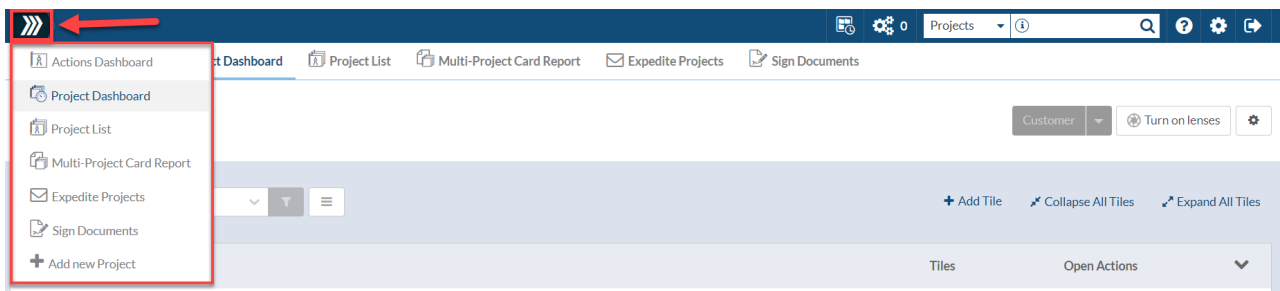 0 Projects
Actions Dashboard
ct Dashboard Project List Multi-Project Card Report Expedite Projects Sign Documents
Project Dashboard
Project List
Customer Turn on lenses
Multi-Project Card Report
Expedite Projects
Add Tile Collapse All Tiles Expand All Tiles
Sign Documents
Add new Project
Tiles Open Actions